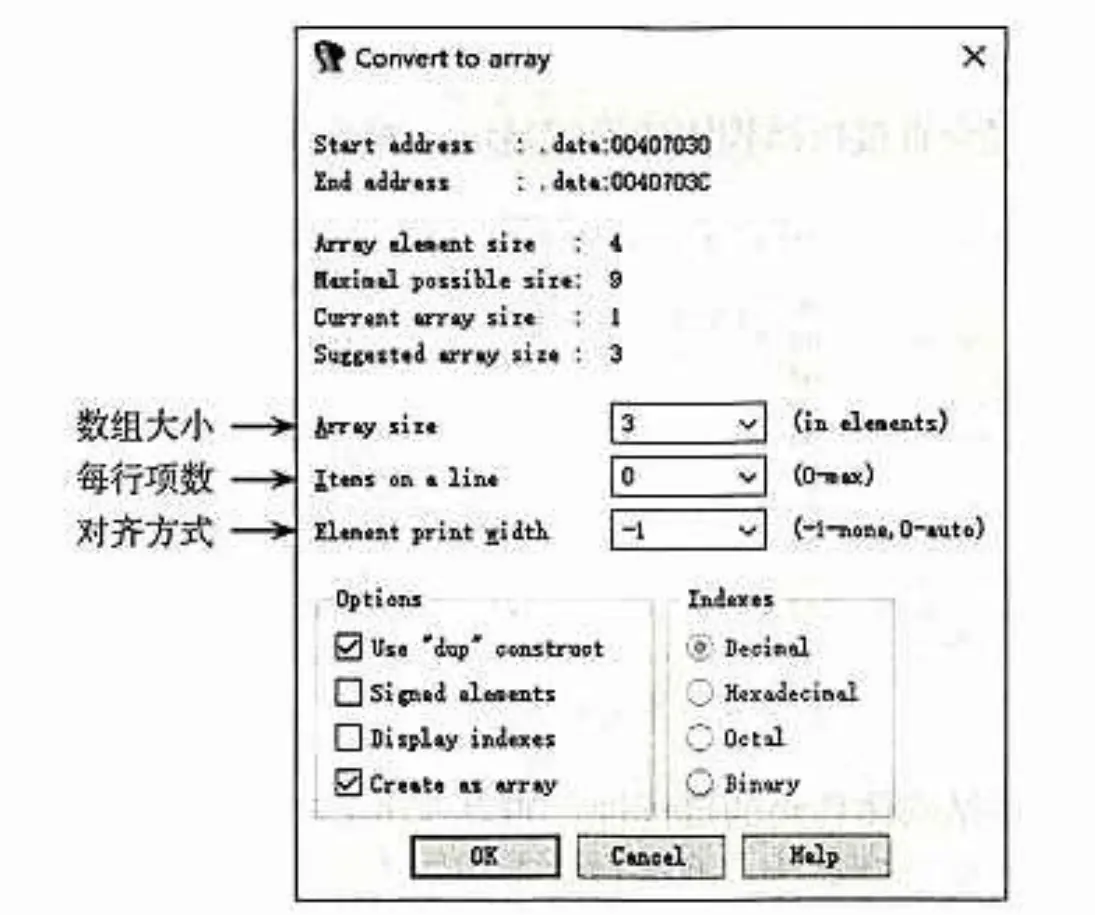 Convert to array
Start address : .data:00407030
End address : .data:0040703C
Array element size : 4
Maximal possible size: 9
Current array size : 1
Suggested array size : 3
数组大小 Array size 3 (in elements)
每行项数 Items on a line 0 (0-max)
对齐方式 Element print width -1 (-1-none,0-auto)
Options Indexes
Use "dup" construct Decimal
Signed elements Hexadecimal
Display indexes Octal
Create as array Binary
OK Cancel Help